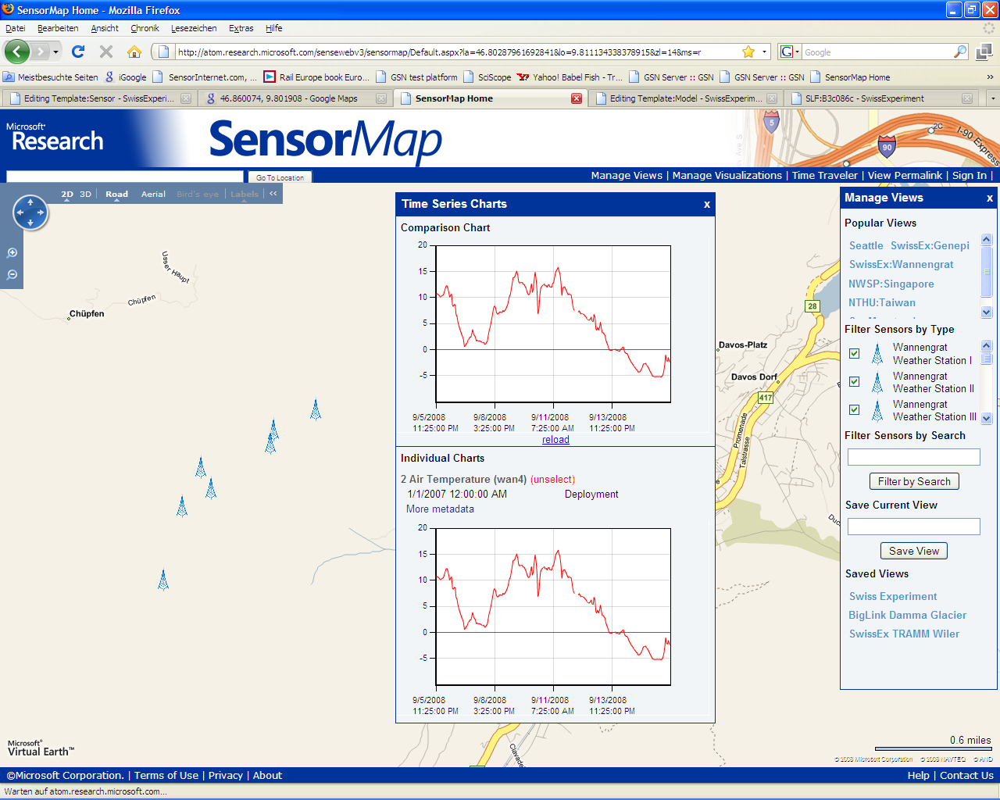 SensorMap Home - Mozilla Firefox
Datei Bearbeiten Ansicht Chronik Lesezeichen Extras Hilfe
http://atom.research.microsoft.com/sensewebv3/sensormap/Default.aspx?la=46.80287961692841&lo=9.811134338378915&zl=14&ms=r
Google
Meistbesuchte Seiten iGoogle SensorInternet.com, ... Rail Europe book Euro... GSN test platform SciScope Yahoo! Babel Fish - Tr... GSN Server :: GSN GSN Server :: GSN SensorMap Home »
Editing Template:Sensor - SwissExperi... 46.860074, 9.801908 - Google Maps SensorMap Home Editing Template:Model - SwissExperim... SLF:B3c086c - SwissExperiment
Microsoft®
Research
SensorMap
5
90
2C
I-90 Express
Go To Location
Manage Views | Manage Visualizations | Time Traveler | View Permalink | Sign In |
2D 3D Road Aerial Bird's eye Labels <<
Usser Haupt
Chüpfen
Chüpfen
Time Series Charts x
Comparison Chart
20
15
10
5
0
-5
9/5/2008 9/8/2008 9/11/2008 9/13/2008
11:25:00 PM 3:25:00 PM 7:25:00 AM 11:25:00 PM
reload
Individual Charts
2 Air Temperature (wan4) (unselect)
1/1/2007 12:00:00 AM Deployment
More metadata
20
15
10
5
0
-5
9/5/2008 9/8/2008 9/11/2008 9/13/2008
11:25:00 PM 3:25:00 PM 7:25:00 AM 11:25:00 PM
28
Davos-Platz
Davos Dorf
417
Promenade
Talstrasse
Clavade
Manage Views x
Popular Views
Seattle SwissEx:Genepi
SwissEx:Wannengrat
NWSP:Singapore
NTHU:Taiwan
Filter Sensors by Type
Wannengrat
Weather Station I
Wannengrat
Weather Station II
Wannengrat
Weather Station III
Filter Sensors by Search
Filter by Search
Save Current View
Save View
Saved Views
Swiss Experiment
BigLink Damma Glacier
SwissEx TRAMM Wiler
Microsoft®
Virtual Earth™
0.6 miles
© 2008 Microsoft Corporation © 2008 NAVTEQ © AND
©Microsoft Corporation. | Terms of Use | Privacy | About
Help | Contact Us
Warten auf atom.research.microsoft.com...